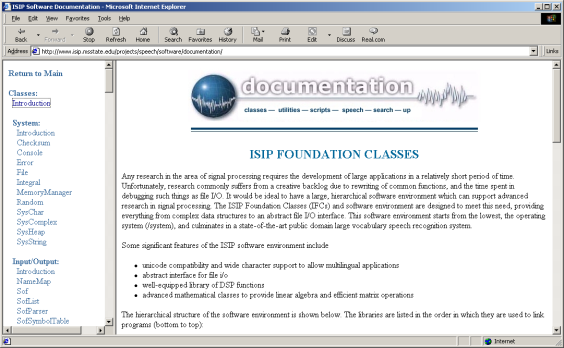 ISIP Software Documentation - Microsoft Internet Explorer
File Edit View Favorites Tools Help
Back Forward Stop Refresh Home Search Favorites History Mail Print Edit Discuss Real.com
Address http://www.isip.msstate.edu/projects/speech/software/documentation/ Links
Return to Main
Classes:
Introduction
System:
Introduction
Checksum
Console
Error
File
Integral
MemoryManager
Random
SysChar
SysComplex
SysHeap
SysString
Input/Output:
Introduction
NameMap
Sof
SofList
SofParser
SofSymbolTable
documentation
classes — utilities — scripts — speech — search — up
ISIP FOUNDATION CLASSES
Any research in the area of signal processing requires the development of large applications in a relatively short period of time.
Unfortunately, research commonly suffers from a creative backlog due to rewriting of common functions, and the time spent in
debugging such things as file I/O. It would be ideal to have a large, hierarchical software environment which can support advanced
research in signal processing. The ISIP Foundation Classes (IFCs) and software environment are designed to meet this need, providing
everything from complex data structures to an abstract file I/O interface. This software environment starts from the lowest, the operating
system (/system), and culminates in a state-of-the-art public domain large vocabulary speech recognition system.
Some significant features of the ISIP software environment include
• unicode compatibility and wide character support to allow multilingual applications
• abstract interface for file i/o
• well-equipped library of DSP functions
• advanced mathematical classes to provide linear algebra and efficient matrix operations
The hierarchical structure of the software environment is shown below. The libraries are listed in the order in which they are used to link
programs (bottom to top):
Internet